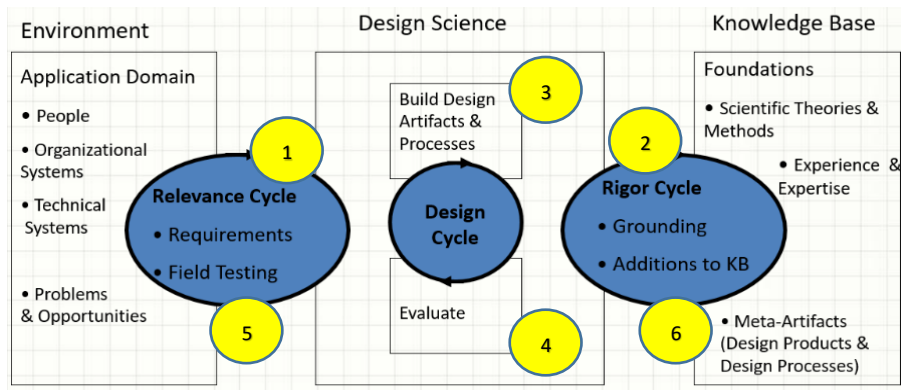 Environment
Design Science
Knowledge Base
Application Domain
• People
• Organizational
Systems
• Technical
Systems
• Problems
& Opportunities
1
Relevance Cycle
• Requirements
• Field Testing
5
Build Design
Artifacts &
Processes
3
Design
Cycle
Evaluate
4
2
Rigor Cycle
• Grounding
• Additions to KB
6
Foundations
• Scientific Theories &
Methods
• Experience &
Expertise
• Meta-Artifacts
(Design Products &
Design Processes)